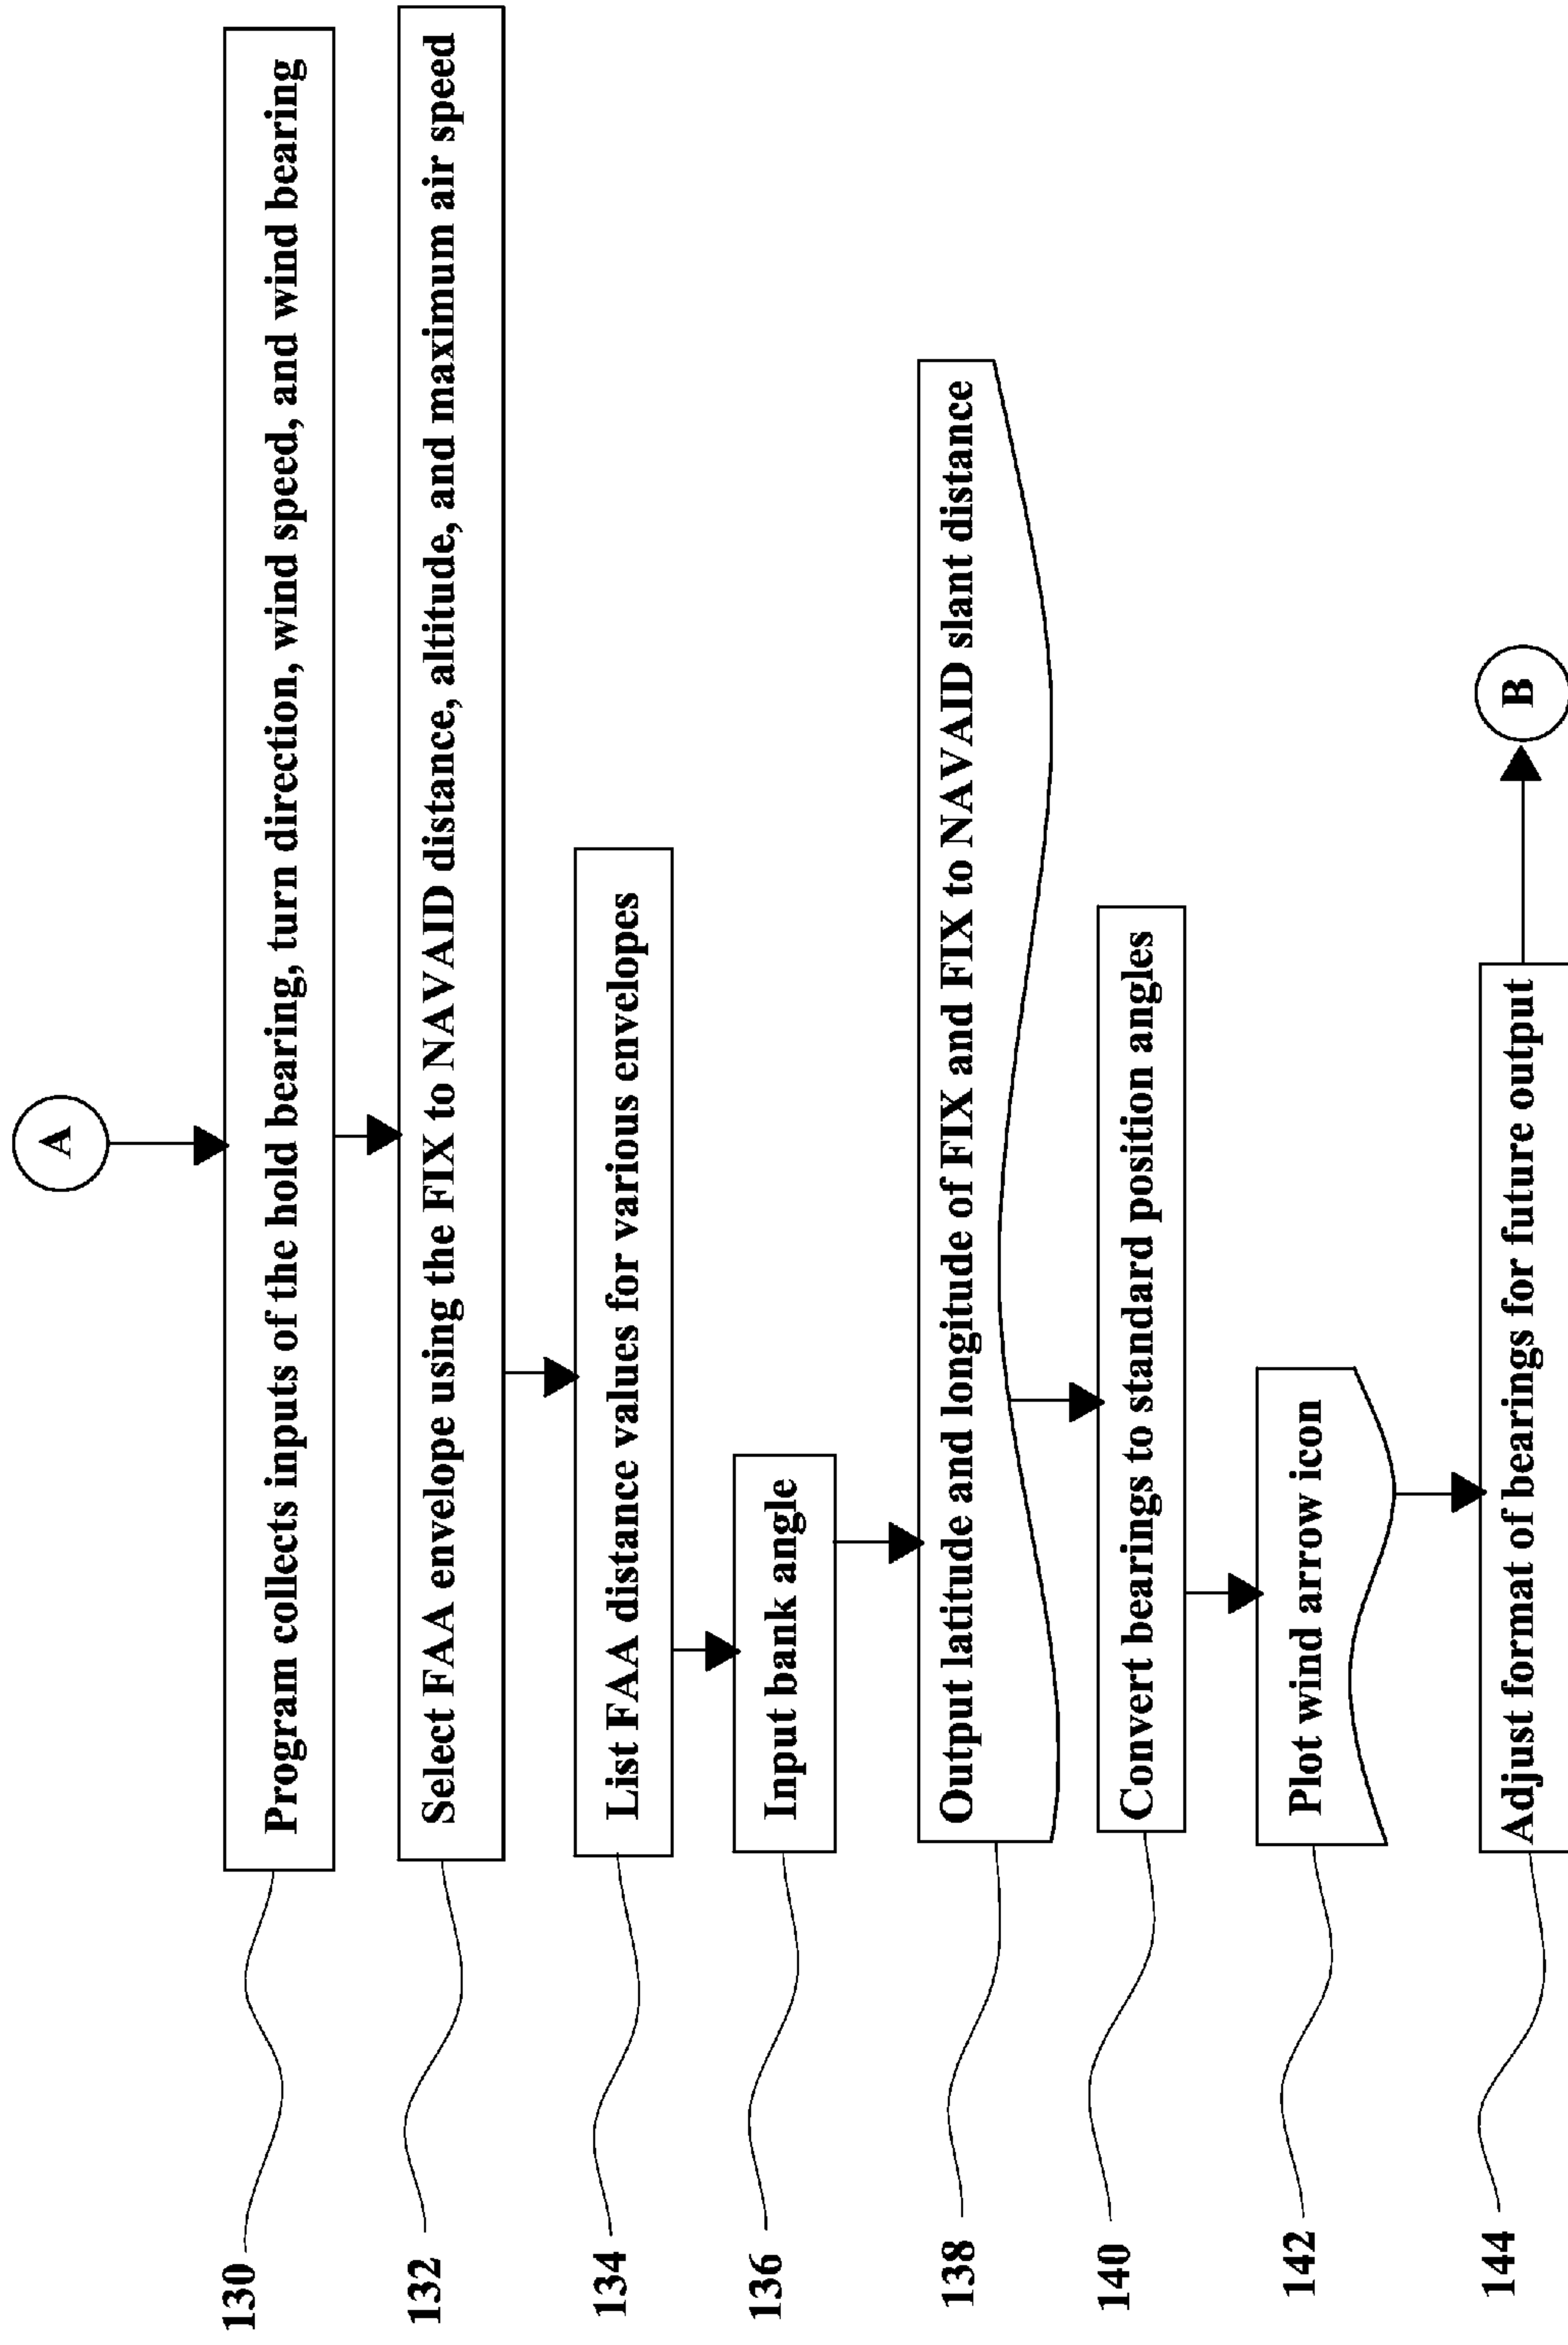 A
130
Program collects inputs of the hold bearing, turn direction, wind speed, and wind bearing
132
Select FAA envelope using the FIX to NAVAID distance, altitude, and maximum air speed
134
List FAA distance values for various envelopes
136
Input bank angle
138
Output latitude and longitude of FIX and FIX to NAVAID slant distance
140
Convert bearings to standard position angles
142
Plot wind arrow icon
144
Adjust format of bearings for future output
B